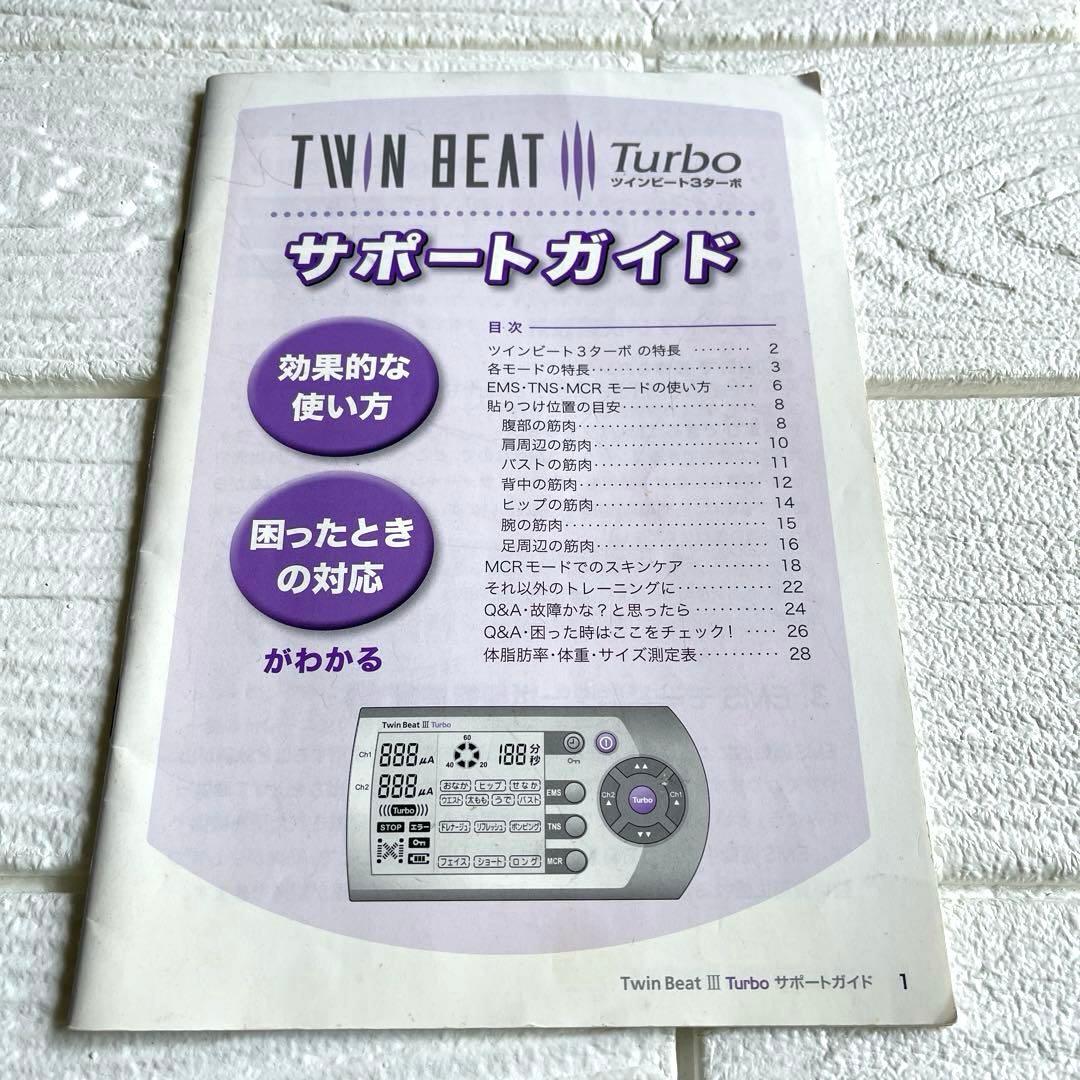 TWIN BEAT III Turbo
ツインビート3ターボ
サポートガイド
効果的な
使い方
困ったとき
の対応
がわかる
目次
ツインビート3ターボ の特長 ········ 2
各モードの特長······················ 3
EMS・TNS・MCR モードの使い方 ···· 6
貼りつけ位置の目安·················· 8
腹部の筋肉························ 8
肩周辺の筋肉······················ 10
バストの筋肉······················ 11
背中の筋肉························ 12
ヒップの筋肉······················ 14
腕の筋肉·························· 15
足周辺の筋肉······················ 16
MCRモードでのスキンケア ·········· 18
それ以外のトレーニングに·········· 22
Q&A・故障かな？と思ったら·········· 24
Q&A・困った時はここをチェック! ···· 26
体脂肪率・体重・サイズ測定表·········· 28
Twin Beat III Turbo
Ch1 888 μA
60
40 20
188 分 秒
Ch2 888 μA
おなか ヒップ せなか
ウエスト 太もも うで バスト
EMS
(((Turbo)))
STOP エラー
ドレナージュ リフレッシュ ポンピング
TNS
フェイス ショート ロング
MCR
Ch2
Turbo
Ch1
Twin Beat III Turbo サポートガイド 1